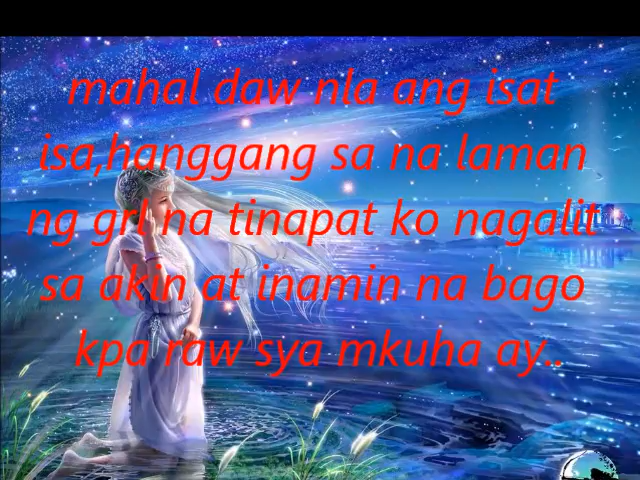 mahal daw nla ang isat
isa,hanggang sa na laman
ng grl na tinapat ko nagalit
sa akin at inamin na bago
kpa raw sya mkuha ay..